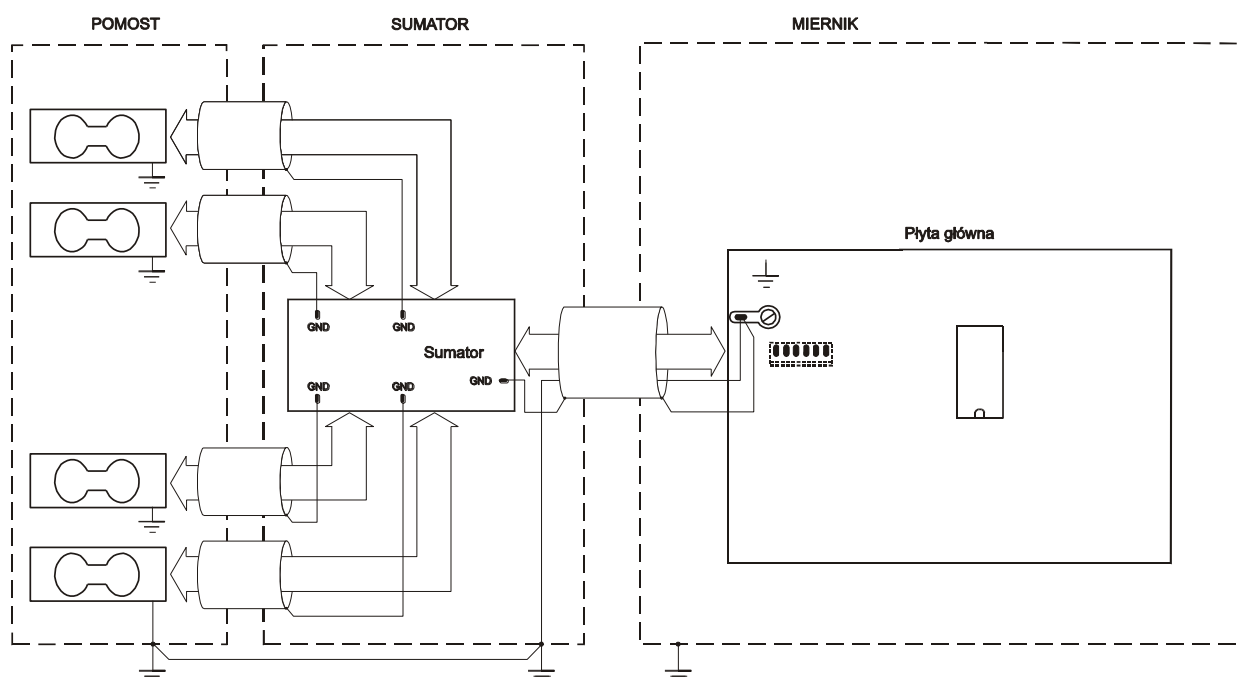 POMOST
SUMATOR
MIERNIK
Płyta główna
GND
GND
Sumator
GND
GND
GND